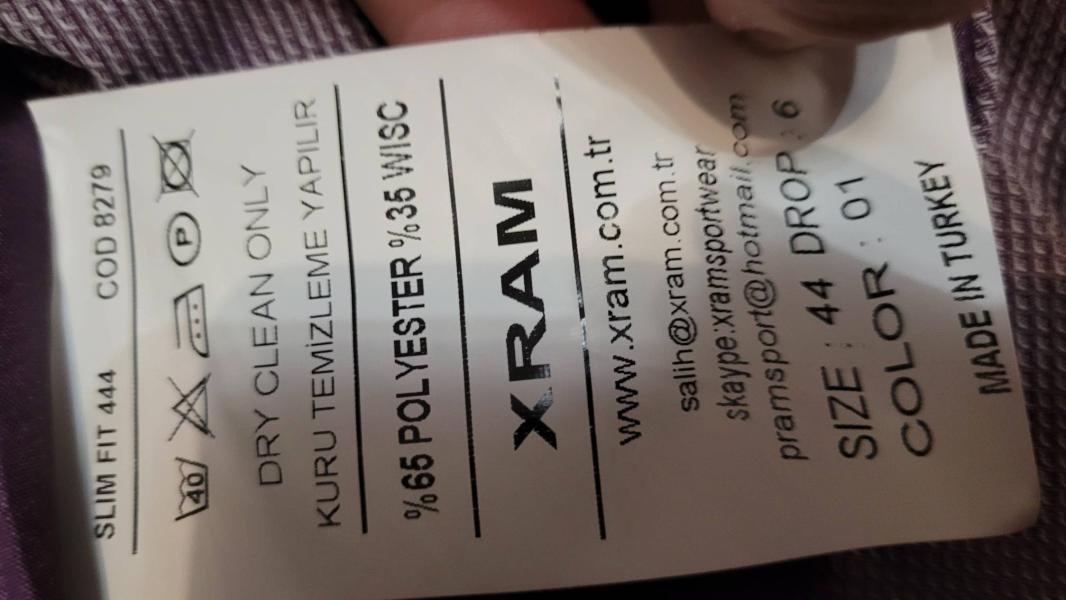 SLIM FIT 444 COD 8279
40 P
DRY CLEAN ONLY
KURU TEMİZLEME YAPILIR
%65 POLYESTER %35 WISC
XRAM
www.xram.com.tr
salih@xram.com.tr
skaype:xramsportwear
pramsport@hotmail.com
SIZE : 44 DROP : 6
COLOR : 01
MADE IN TURKEY